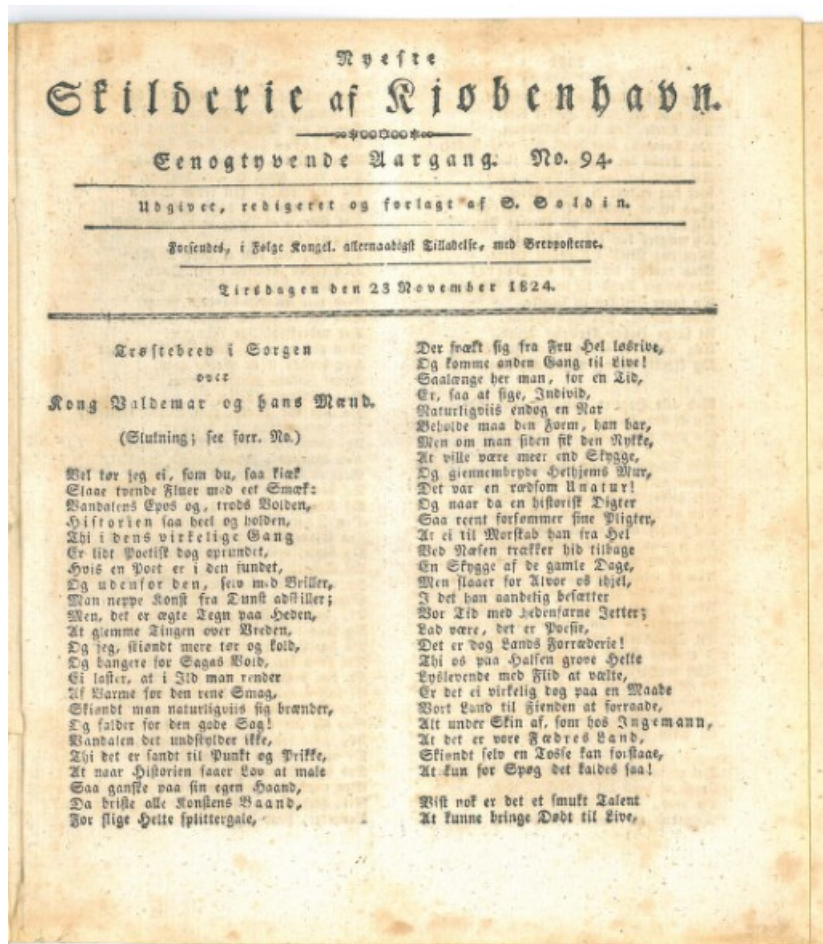 Nyeste
Skilderie af Kjøbenhavn.
Eenogtyvende Aargang. No. 94.
Udgivet, redigeret og forlagt af S. Soldin.
Forsendes, i Følge Kongel. allernaadigst Tilladelse, med Brevposterne.
Tirsdagen den 23 November 1824.
Trøstebrev i Sorgen
over
Kong Valdemar og hans Mænd.
(Slutning; see forr. No.)
Vel tør jeg ei, som du, saa kiæk
Slaae tvende Fluer med eet Smæk:
Vandalens Epos og, trods Volden,
Historien saa heel og holden,
Thi i dens virkelige Gang
Er lidt Poetisk dog oprundet,
Hvis en Poet er i den fundet,
Og udenfor den, selv med Briller,
Man neppe Konst fra Dunst adskiller;
Men, det er ægte Tegn paa Heden,
At glemme Tingen over Vreden,
Og jeg, skiøndt mere tør og kold,
Og bangere for Sagas Vold,
Ei laster, at i Ild man render
Af Varme for den rene Smag,
Skiøndt man naturligviis sig brænder,
Og falder for den gode Sag!
Vandalen det undskylder ikke,
Thi det er sandt til Punkt og Prikke,
At naar Historien faaer Lov at male
Saa ganske paa sin egen Haand,
Da briste alle Konstens Baand,
For slige Helte splittergale,
Der frækt sig fra Fru Hel løsrive,
Og komme anden Gang til Live!
Saalænge her man, for en Tid,
Er, saa at sige, Individ,
Naturligviis endog en Nar
Beholde maa den Form, han bar,
Men om man siden fik den Nykke,
At ville være meer end Skygge,
Og giennembryde Helhjems Mur,
Det var en rædsom Unatur!
Og naar da en historisk Digter
Saa reent forsømmer sine Pligter,
At ei til Morskab han fra Hel
Ved Næsen trækker hid tilbage
En Skygge af de gamle Dage,
Men slaaer for Alvor os ihjel,
I det han aandelig besætter
Vor Tid med hedenfarne Jetter;
Lad være, det er Poesie,
Det er dog Lands Forræderie!
Thi os paa Halsen grove Helte
Lyslevende med Flid at vælte,
Er det ei virkelig dog paa en Maade
Vort Land til Fienden at forraade,
Alt under Skin af, som hos Ingemann,
At det er vore Fædres Land,
Skiøndt selv en Tosse kan forstaae,
At kun for Spøg det kaldes saa!
Vist nok er det et smukt Talent
At kunne bringe Dødt til Live,